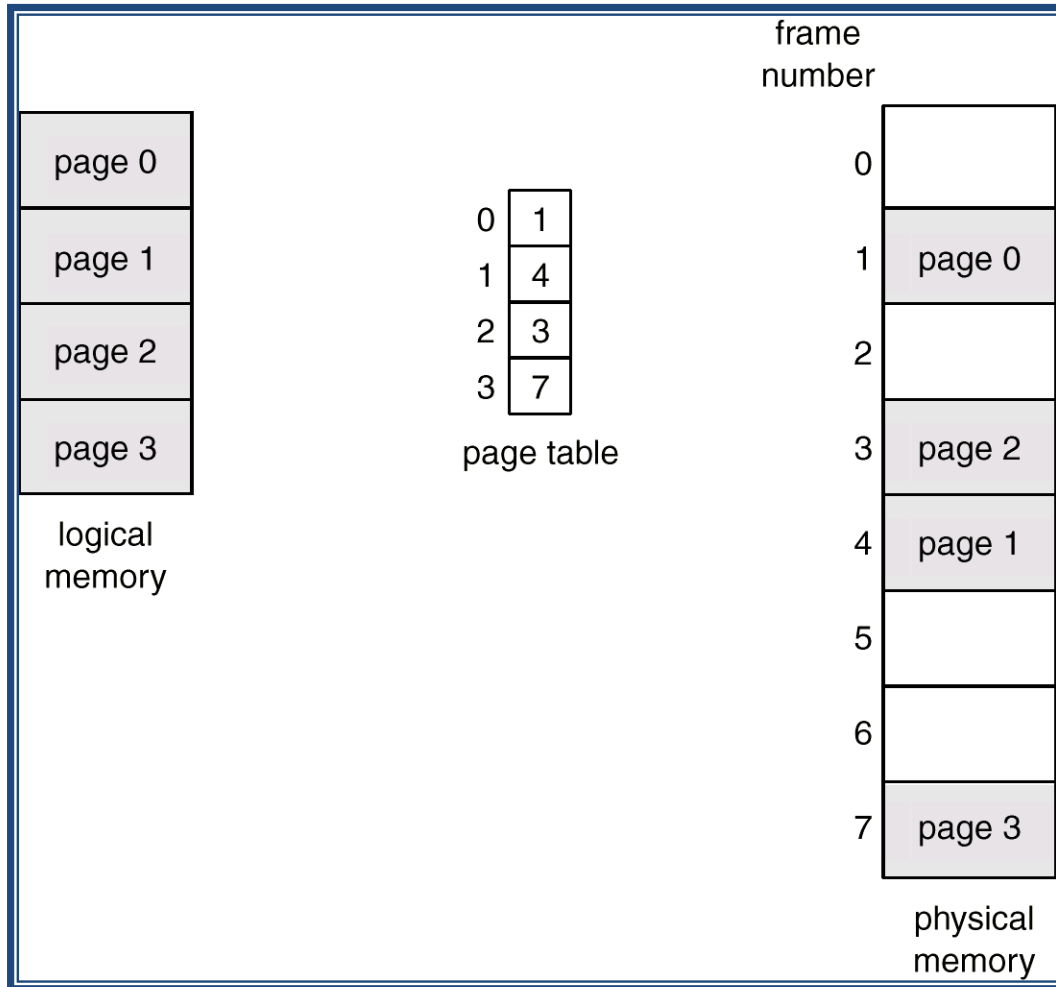 page 0
page 1
page 2
page 3
logical
memory
0 1
1 4
2 3
3 7
page table
frame
number
0
1 page 0
2
3 page 2
4 page 1
5
6
7 page 3
physical
memory